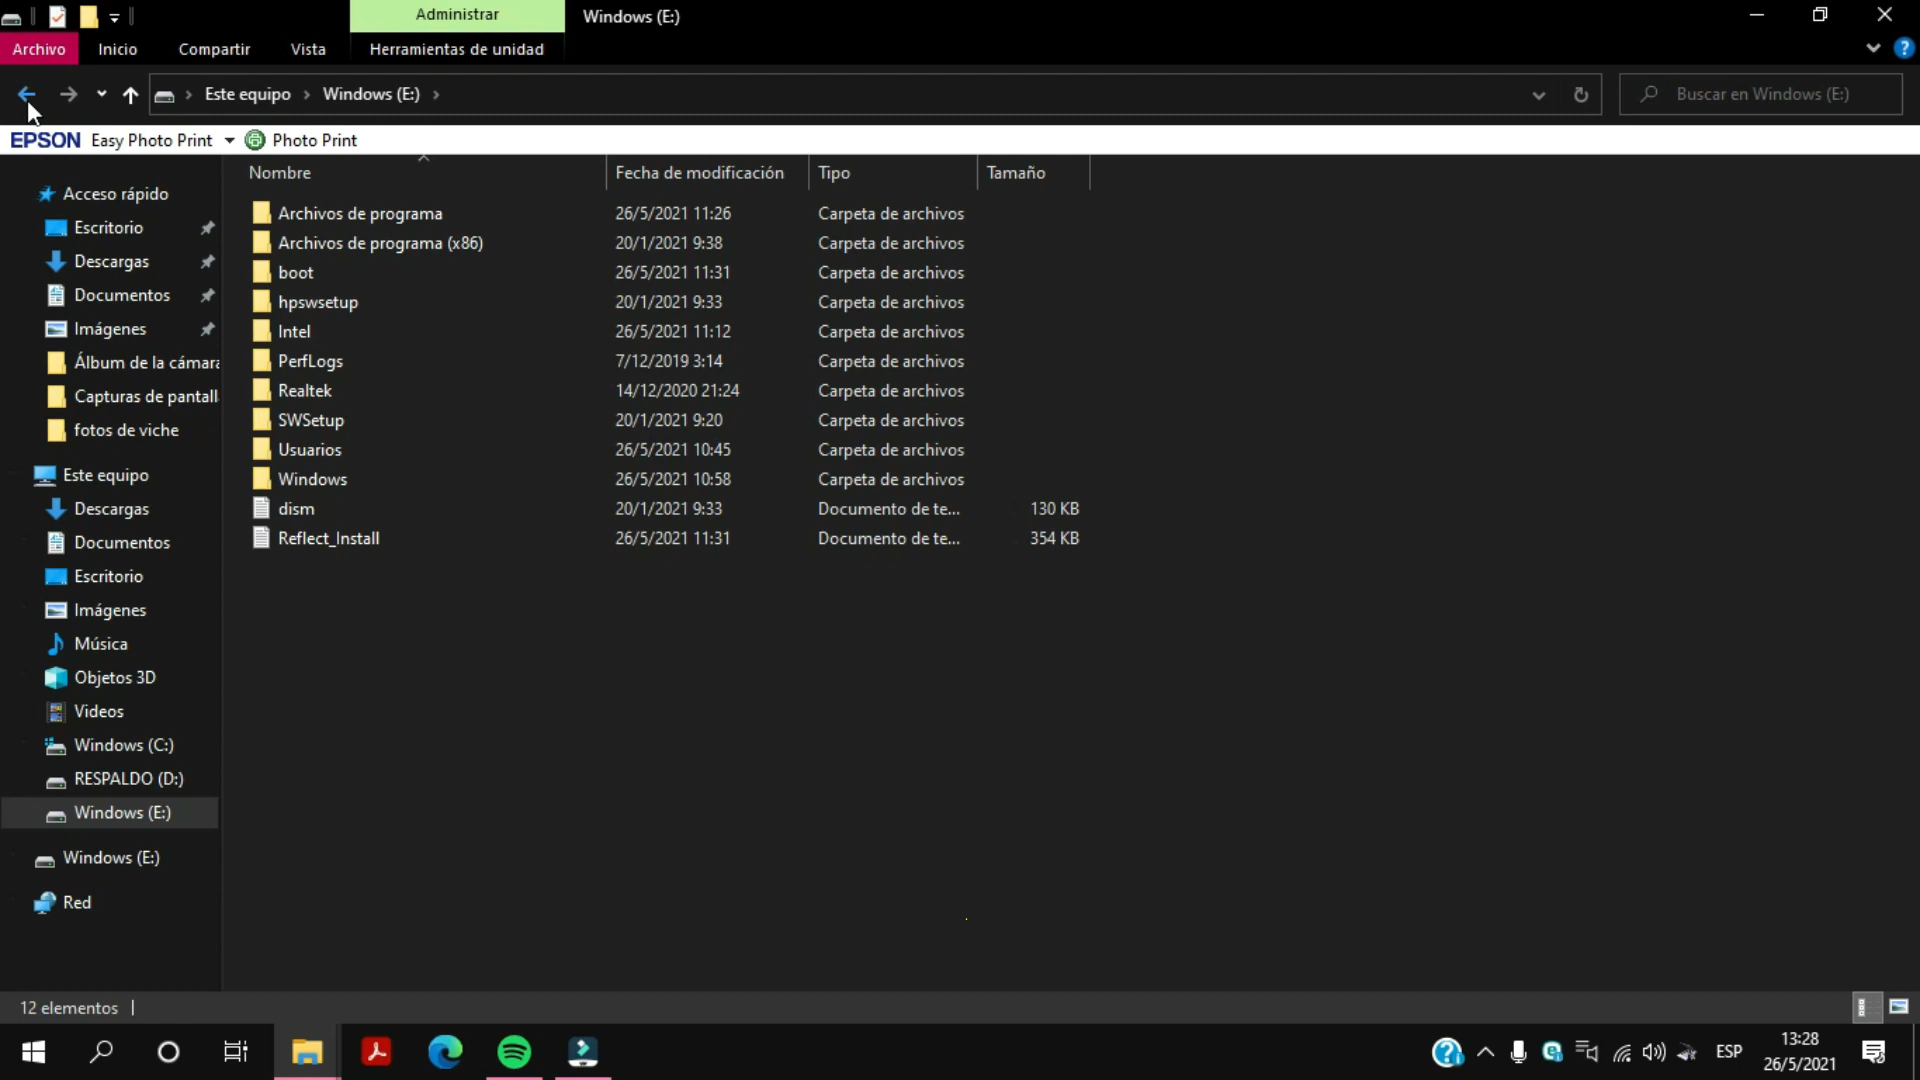 Administrar
Windows (E:)
Archivo
Inicio
Compartir
Vista
Herramientas de unidad
Este equipo
Windows (E:)
Buscar en Windows (E:)
EPSON Easy Photo Print
Photo Print
Nombre
Fecha de modificación
Tipo
Tamaño
Archivos de programa 26/5/2021 11:26 Carpeta de archivos
Archivos de programa (x86) 20/1/2021 9:38 Carpeta de archivos
boot 26/5/2021 11:31 Carpeta de archivos
hpswsetup 20/1/2021 9:33 Carpeta de archivos
Intel 26/5/2021 11:12 Carpeta de archivos
PerfLogs 7/12/2019 3:14 Carpeta de archivos
Realtek 14/12/2020 21:24 Carpeta de archivos
SWSetup 20/1/2021 9:20 Carpeta de archivos
Usuarios 26/5/2021 10:45 Carpeta de archivos
Windows 26/5/2021 10:58 Carpeta de archivos
dism 20/1/2021 9:33 Documento de te... 130 KB
Reflect_Install 26/5/2021 11:31 Documento de te... 354 KB
Acceso rápido
Escritorio
Descargas
Documentos
Imágenes
Álbum de la cámara
Capturas de pantall
fotos de viche
Este equipo
Descargas
Documentos
Escritorio
Imágenes
Música
Objetos 3D
Videos
Windows (C:)
RESPALDO (D:)
Windows (E:)
Windows (E:)
Red
12 elementos
ESP
13:28
26/5/2021